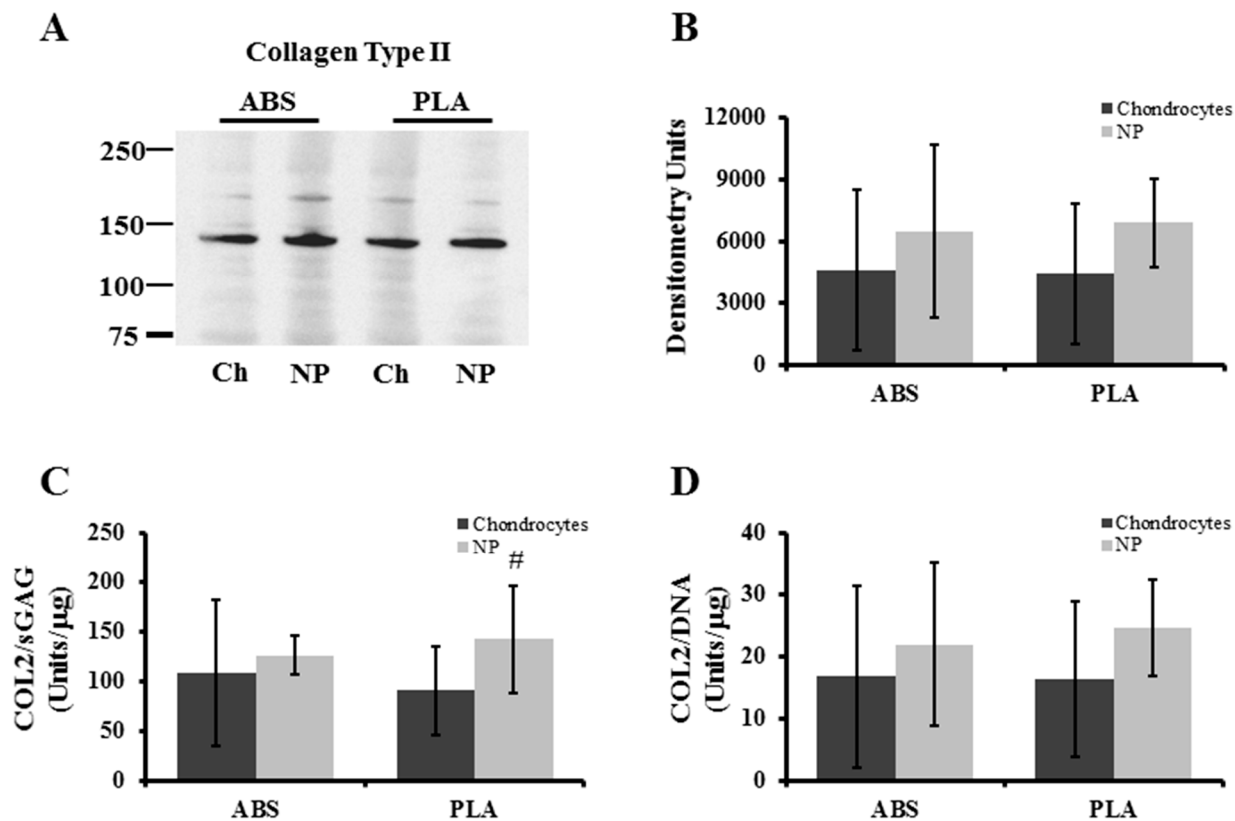 A
Collagen Type II
ABS PLA
250
150
100
75
Ch NP Ch NP
B
Chondrocytes
NP
Densitometry Units
12000
9000
6000
3000
0
ABS PLA
C
Chondrocytes
NP
#
COL2/sGAG
(Units/µg)
250
200
150
100
50
0
ABS PLA
D
Chondrocytes
NP
COL2/DNA
(Units/µg)
40
30
20
10
0
ABS PLA